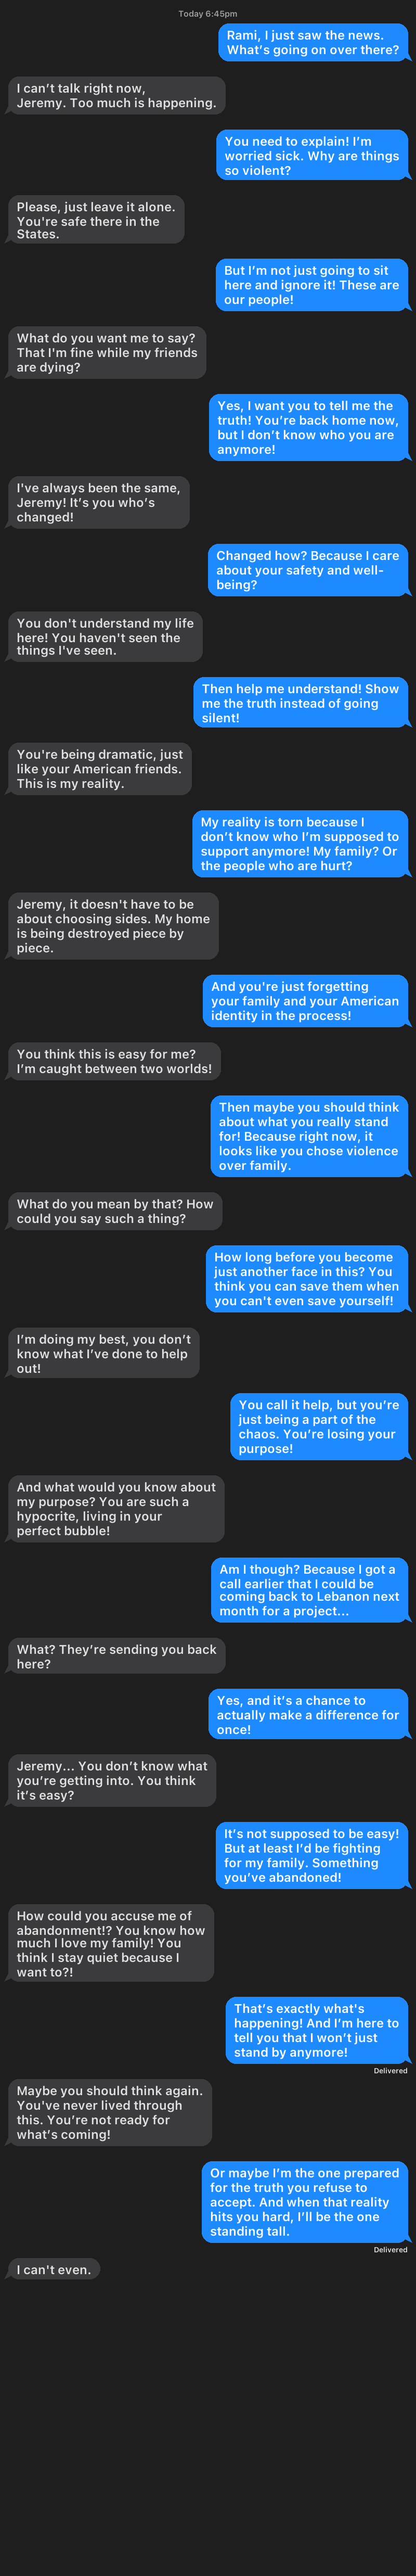 Today 6:45pm
Rami, I just saw the news.
What's going on over there?
I can't talk right now,
Jeremy. Too much is happening.
You need to explain! I'm
worried sick. Why are things
so violent?
Please, just leave it alone.
You're safe there in the
States.
But I'm not just going to sit
here and ignore it! These are
our people!
What do you want me to say?
That I'm fine while my friends
are dying?
Yes, I want you to tell me the
truth! You're back home now,
but I don't know who you are
anymore!
I've always been the same,
Jeremy! It's you who's
changed!
Changed how? Because I care
about your safety and well-
being?
You don't understand my life
here! You haven't seen the
things I've seen.
Then help me understand! Show
me the truth instead of going
silent!
You're being dramatic, just
like your American friends.
This is my reality.
My reality is torn because I
don't know who I'm supposed to
support anymore! My family? Or
the people who are hurt?
Jeremy, it doesn't have to be
about choosing sides. My home
is being destroyed piece by
piece.
And you're just forgetting
your family and your American
identity in the process!
You think this is easy for me?
I'm caught between two worlds!
Then maybe you should think
about what you really stand
for! Because right now, it
looks like you chose violence
over family.
What do you mean by that? How
could you say such a thing?
How long before you become
just another face in this? You
think you can save them when
you can't even save yourself!
I'm doing my best, you don't
know what I've done to help
out!
You call it help, but you're
just being a part of the
chaos. You're losing your
purpose!
And what would you know about
my purpose? You are such a
hypocrite, living in your
perfect bubble!
Am I though? Because I got a
call earlier that I could be
coming back to Lebanon next
month for a project...
What? They're sending you back
here?
Yes, and it's a chance to
actually make a difference for
once!
Jeremy... You don't know what
you're getting into. You think
it's easy?
It's not supposed to be easy!
But at least I'd be fighting
for my family. Something
you've abandoned!
How could you accuse me of
abandonment!? You know how
much I love my family! You
think I stay quiet because I
want to?!
That's exactly what's
happening! And I'm here to
tell you that I won't just
stand by anymore!
Delivered
Maybe you should think again.
You've never lived through
this. You're not ready for
what's coming!
Or maybe I'm the one prepared
for the truth you refuse to
accept. And when that reality
hits you hard, I'll be the one
standing tall.
Delivered
I can't even.